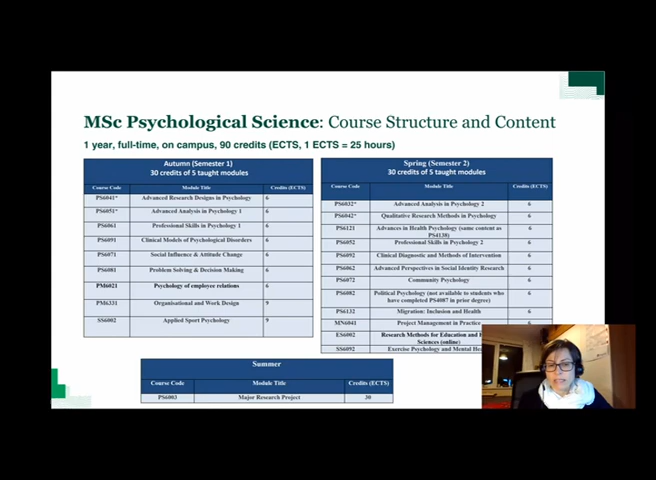 MSc Psychological Science: Course Structure and Content
1 year, full-time, on campus, 90 credits (ECTS, 1 ECTS = 25 hours)
Autumn (Semester 1)
30 credits of 5 taught modules
Course Code Module Title Credits (ECTS)
PS6041* Advanced Research Designs in Psychology 6
PS6051* Advanced Analysis in Psychology 1 6
PS6061 Professional Skills in Psychology 1 6
PS6091 Clinical Models of Psychological Disorders 6
PS6071 Social Influence & Attitude Change 6
PS6081 Problem Solving & Decision Making 6
PM6021 Psychology of employee relations 6
PM6331 Organisational and Work Design 9
SS6002 Applied Sport Psychology 9
Spring (Semester 2)
30 credits of 5 taught modules
Course Code Module Title Credits (ECTS)
PS6032* Advanced Analysis in Psychology 2 6
PS6042* Qualitative Research Methods in Psychology 6
PS6121 Advances in Health Psychology (same content as 6
PS4138)
PS6052 Professional Skills in Psychology 2 6
PS6092 Clinical Diagnostic and Methods of Intervention 6
PS6062 Advanced Perspectives in Social Identity Research 6
PS6072 Community Psychology 6
PS6082 Political Psychology (not available to students who 6
have completed PS4087 in prior degree)
PS6132 Migration: Inclusion and Health 6
MN6041 Project Management in Practice 6
ES6002 Research Methods for Education and
Sciences (online)
SS6092 Exercise Psychology and Mental
Summer
Course Code Module Title Credits (ECTS)
PS6003 Major Research Project 30